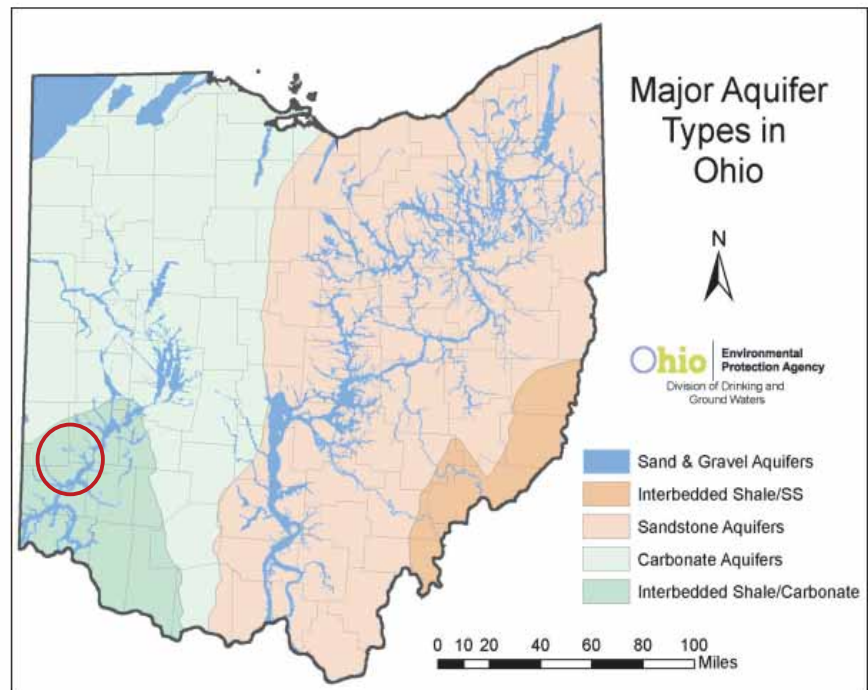 Major Aquifer
Types in
Ohio
N
Ohio
Environmental
Protection Agency
Division of Drinking and
Ground Waters
Sand & Gravel Aquifers
Interbedded Shale/SS
Sandstone Aquifers
Carbonate Aquifers
Interbedded Shale/Carbonate
0 10 20 40 60 80 100
Miles